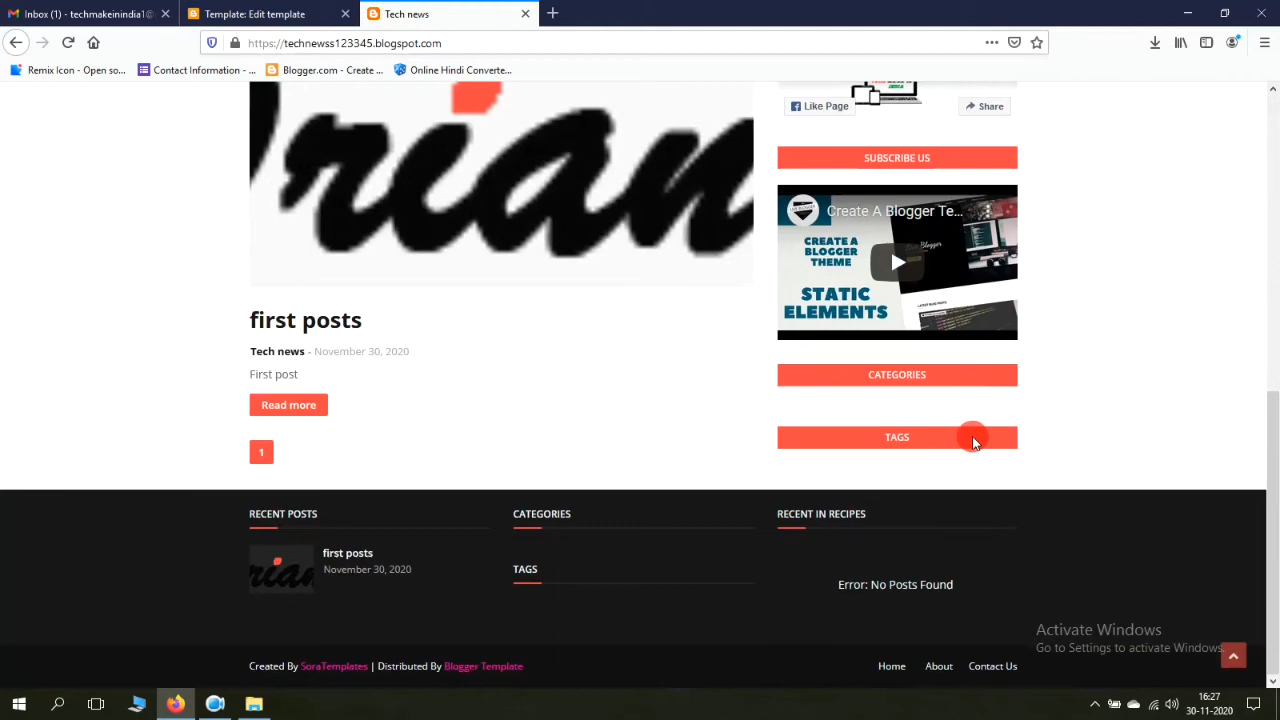 Inbox (1) - techmakeindia1@
Template: Edit template
Tech news
https://technewss123345.blogspot.com
Remix Icon - Open so...
Contact Information - ...
Blogger.com - Create ...
Online Hindi Converte...
Like Page
Share
SUBSCRIBE US
Create A Blogger Te...
CREATE A
BLOGGER
THEME
STATIC
ELEMENTS
first posts
Tech news - November 30, 2020
First post
Read more
1
CATEGORIES
TAGS
RECENT POSTS
first posts
November 30, 2020
CATEGORIES
TAGS
RECENT IN RECIPES
Error: No Posts Found
Activate Windows
Go to Settings to activate Windows.
Created By SoraTemplates | Distributed By Blogger Template
Home
About
Contact Us
16:27
30-11-2020